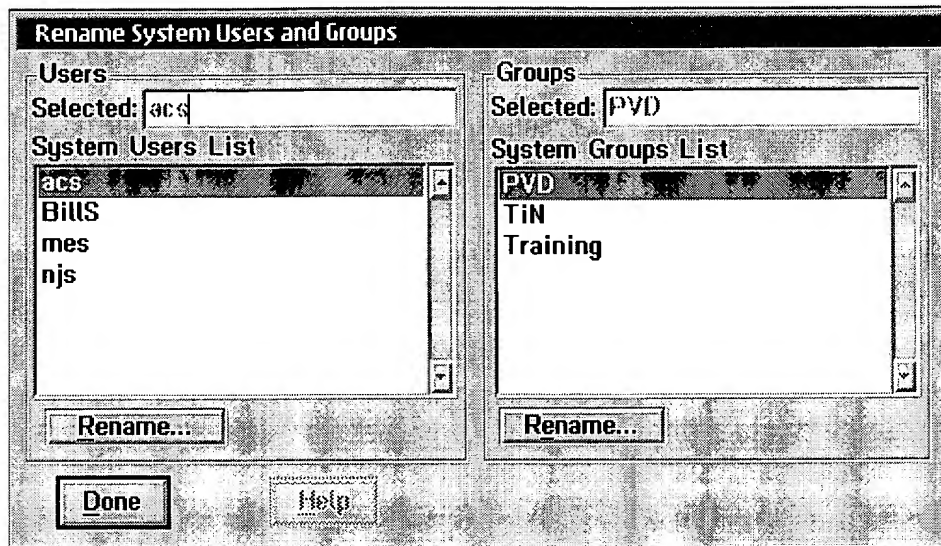 Rename System Users and Groups
Users
Selected: acs
System Users List
acs
BillS
mes
njs
Rename...
Groups
Selected: PVD
System Groups List
PVD
TiN
Training
Rename...
Done
Help